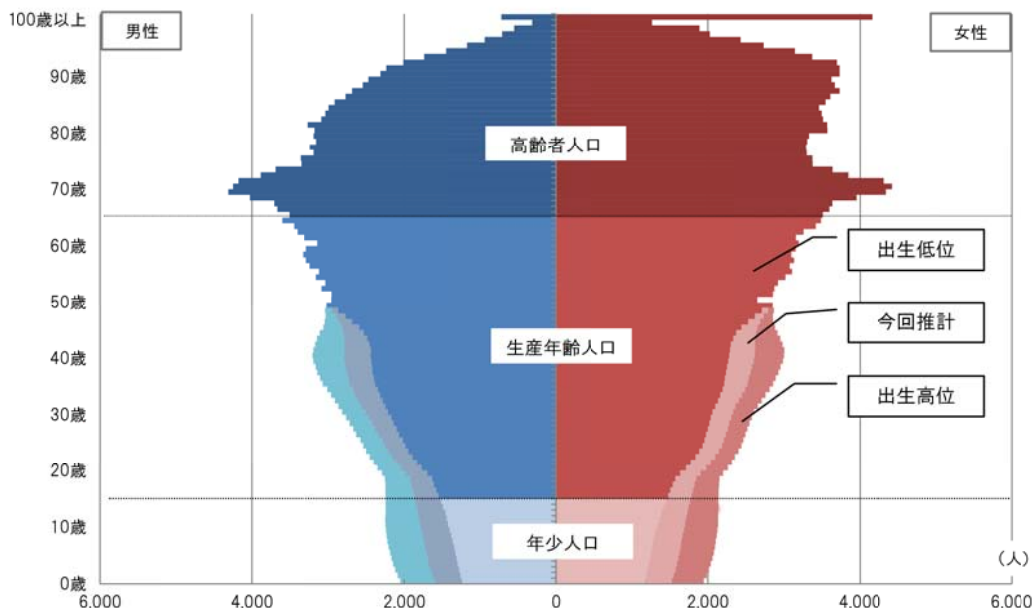 100歳以上
男性
女性
90歳
80歳
高齢者人口
70歳
60歳
出生低位
50歳
今回推計
生産年齢人口
40歳
出生高位
30歳
20歳
10歳
年少人口
(人)
0歳
6.000 4.000 2.000 0 2.000 4.000 6.000